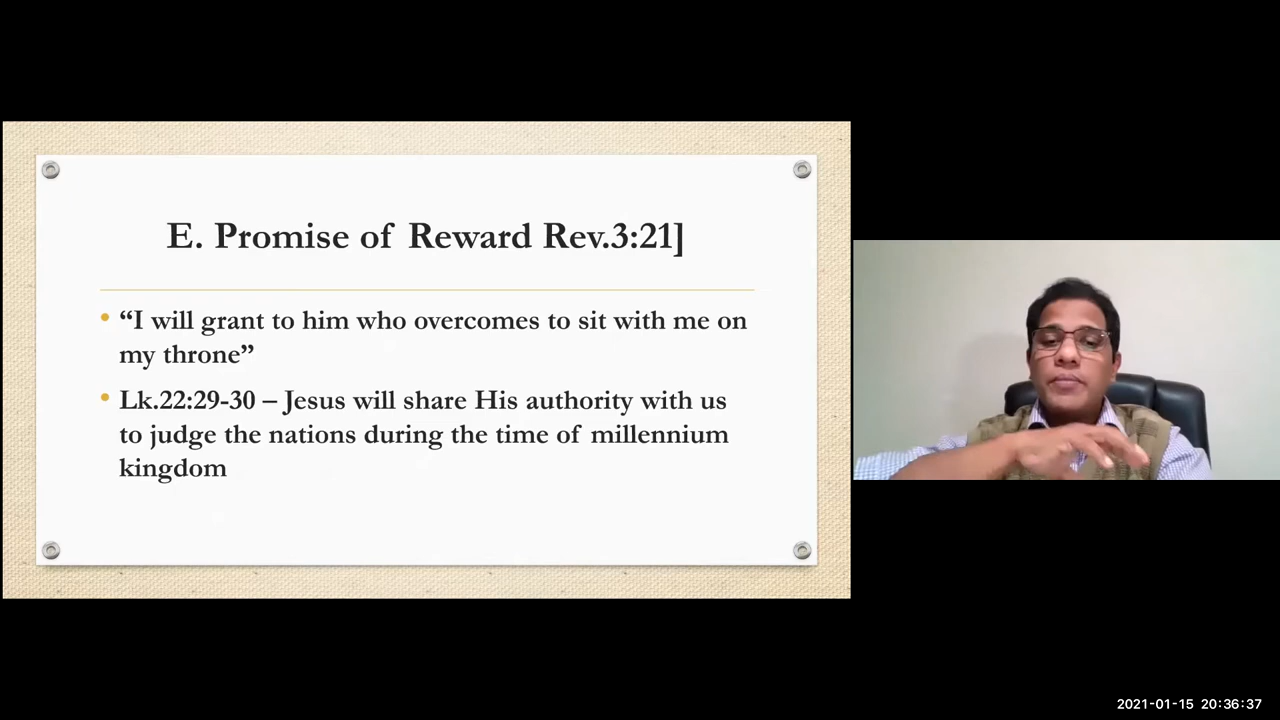 E. Promise of Reward Rev.3:21]
• “I will grant to him who overcomes to sit with me on
my throne”
• Lk.22:29-30 – Jesus will share His authority with us
to judge the nations during the time of millennium
kingdom
2021-01-15 20:36:37